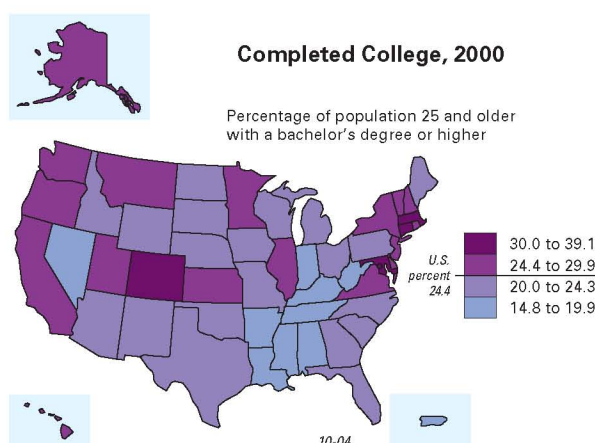 Completed College, 2000
Percentage of population 25 and older
with a bachelor's degree or higher
30.0 to 39.1
U.S.
percent
24.4
24.4 to 29.9
20.0 to 24.3
14.8 to 19.9
10-04